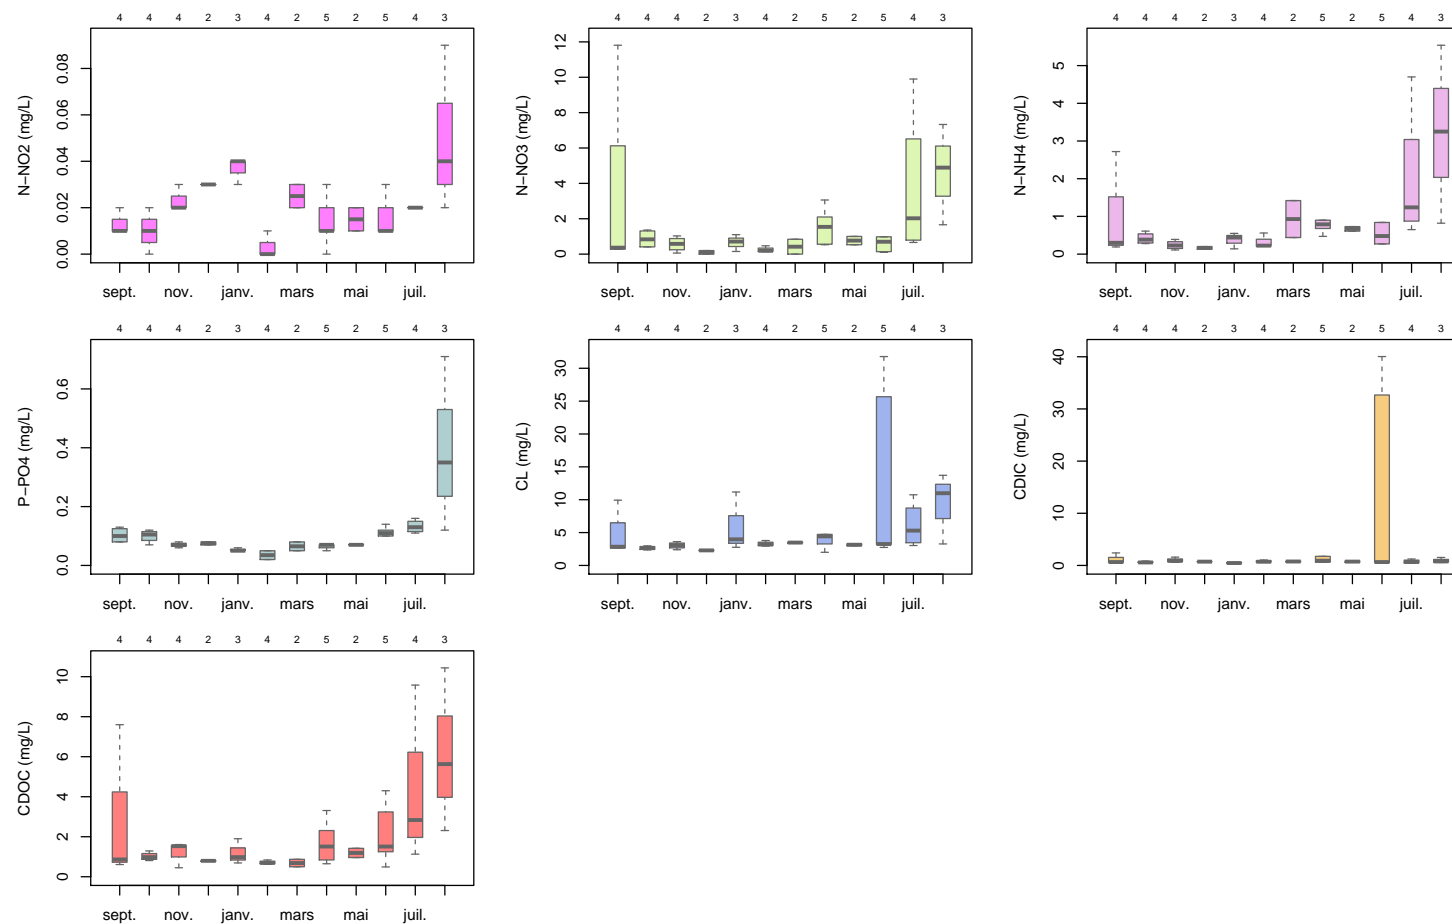 4 4 4 2 3 4 2 5 2 5 4 3
N−NO2 (mg/L)
0.00 0.02 0.04 0.06 0.08
sept. nov. janv. mars mai juil.
4 4 4 2 3 4 2 5 2 5 4 3
N−NO3 (mg/L)
0 2 4 6 8 10 12
sept. nov. janv. mars mai juil.
4 4 4 2 3 4 2 5 2 5 4 3
N−NH4 (mg/L)
0 1 2 3 4 5
sept. nov. janv. mars mai juil.
4 4 4 2 3 4 2 5 2 5 4 3
P−PO4 (mg/L)
0.0 0.2 0.4 0.6
sept. nov. janv. mars mai juil.
4 4 4 2 3 4 2 5 2 5 4 3
CL (mg/L)
0 5 10 15 20 25 30
sept. nov. janv. mars mai juil.
4 4 4 2 3 4 2 5 2 5 4 3
CDIC (mg/L)
0 10 20 30 40
sept. nov. janv. mars mai juil.
4 4 4 2 3 4 2 5 2 5 4 3
CDOC (mg/L)
0 2 4 6 8 10
sept. nov. janv. mars mai juil.